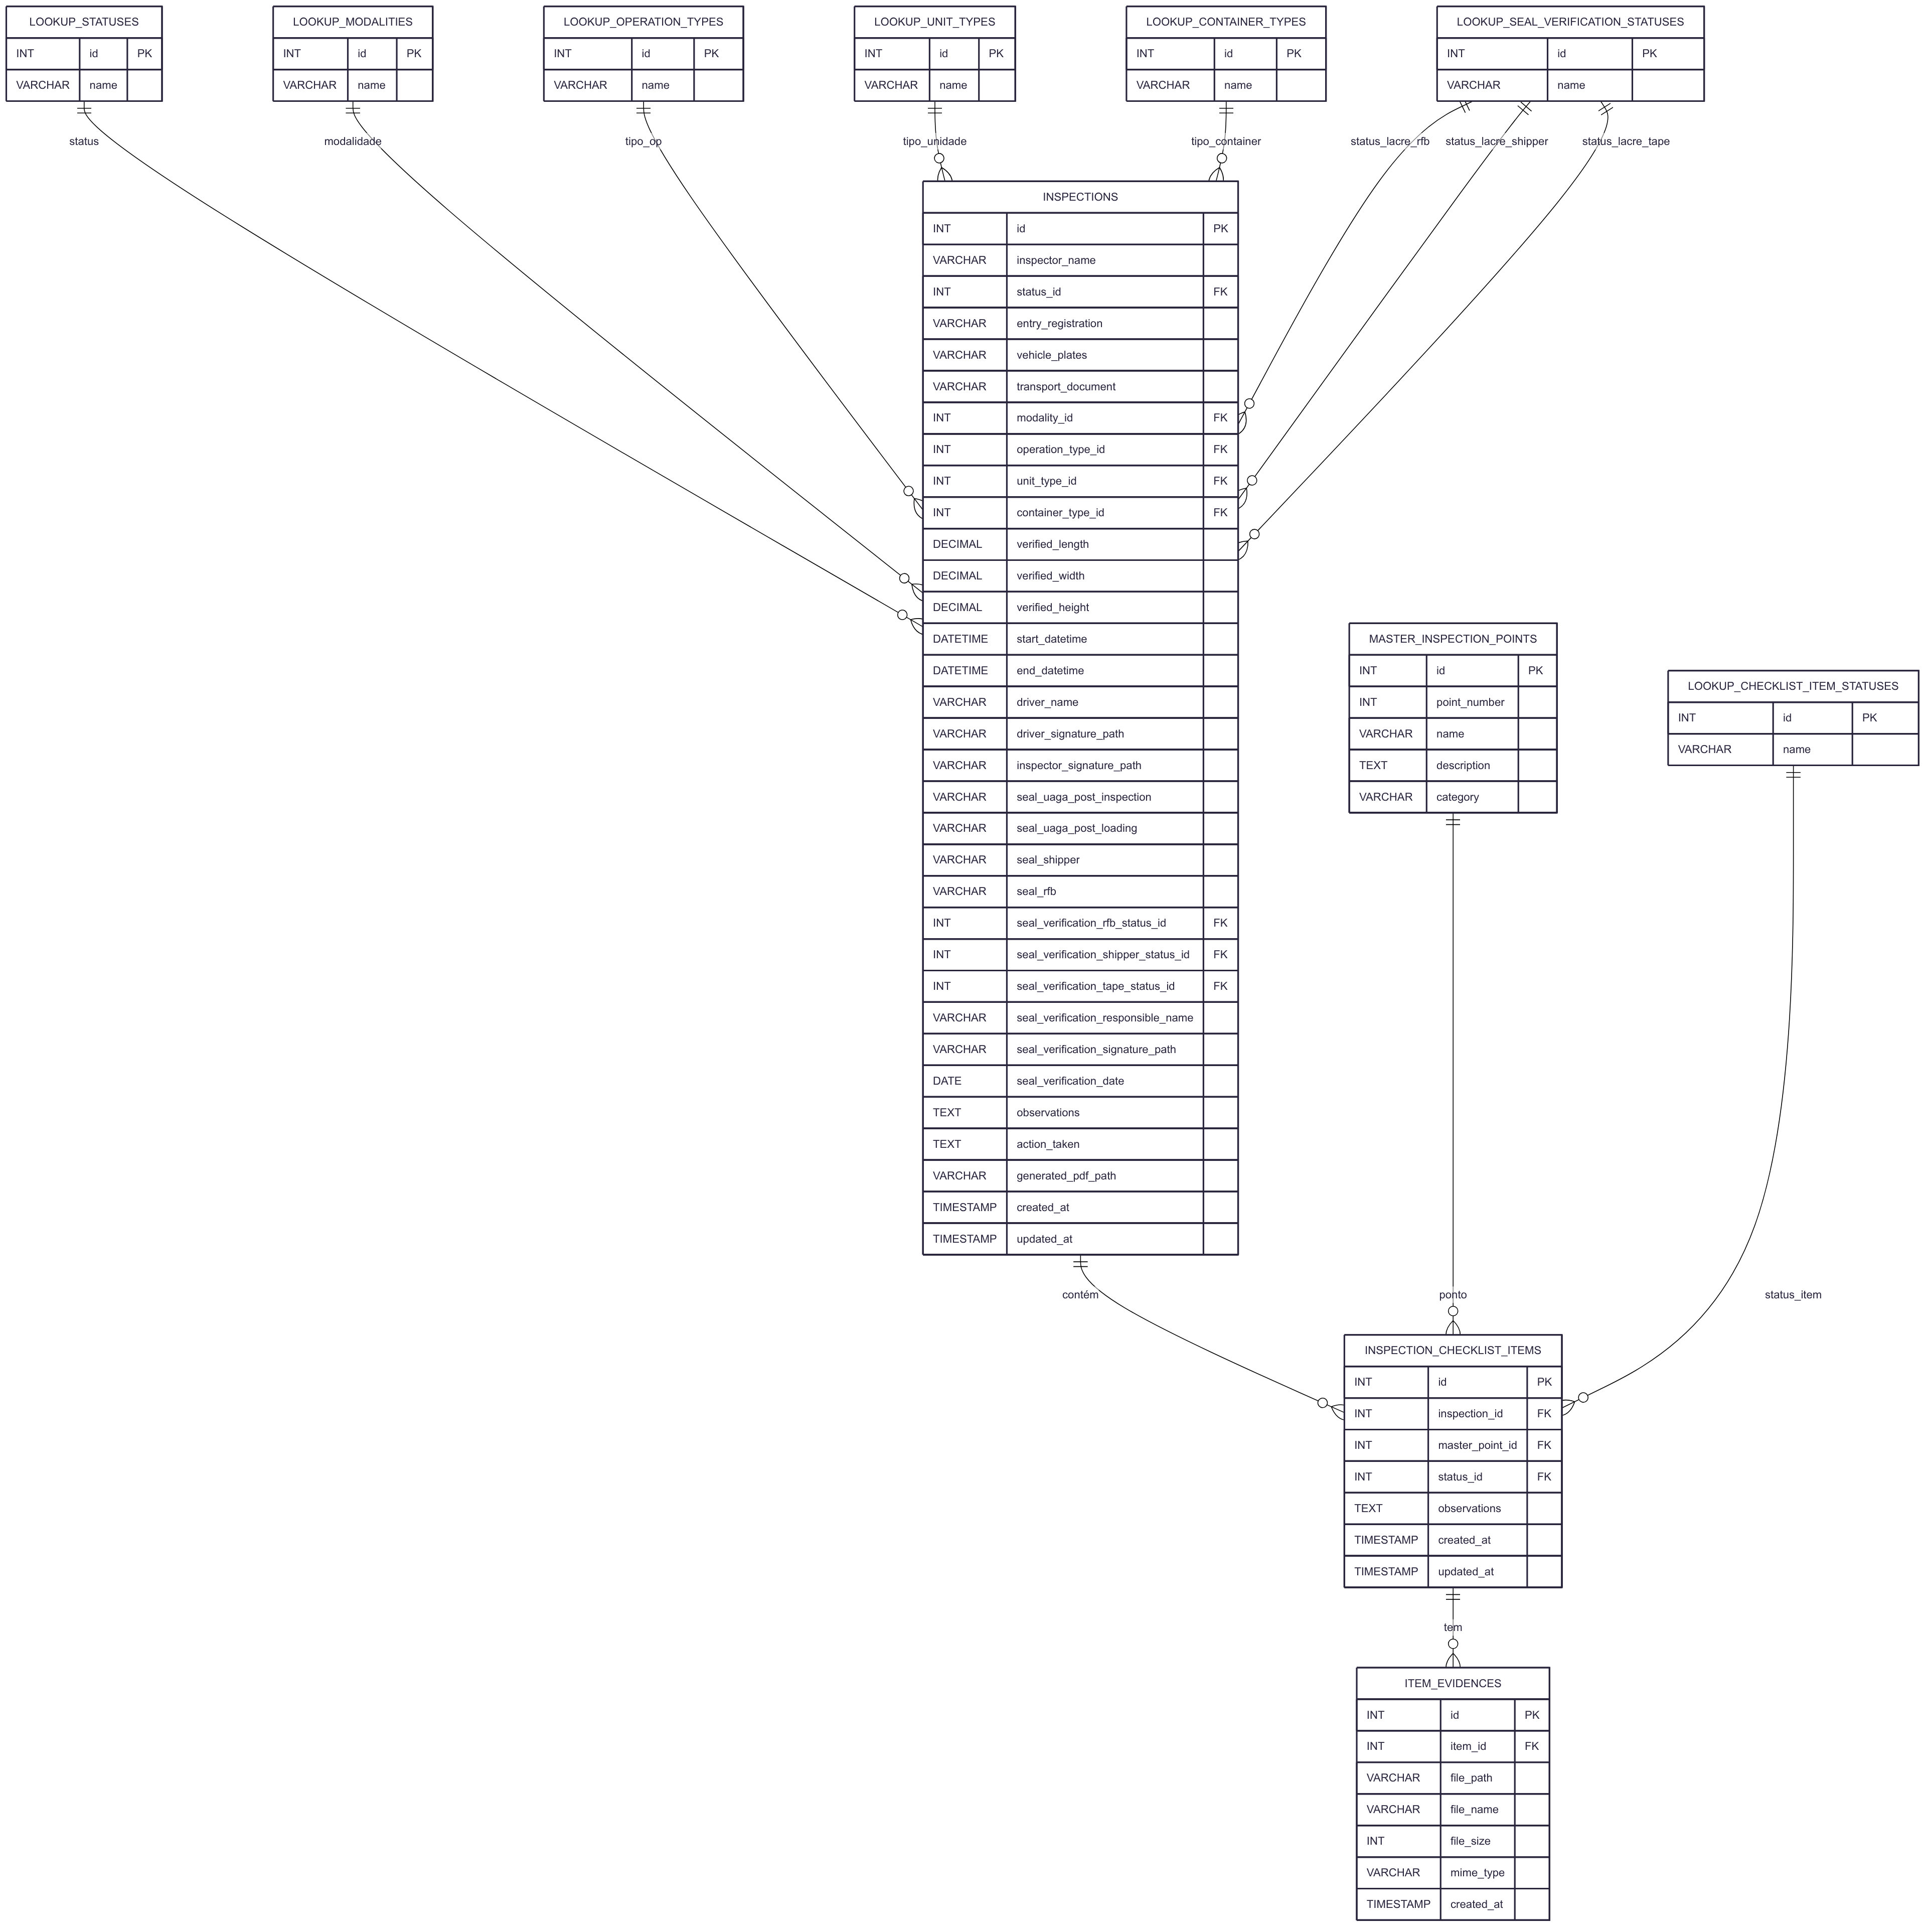 LOOKUP_STATUSES
INT id PK
VARCHAR name
LOOKUP_MODALITIES
INT id PK
VARCHAR name
LOOKUP_OPERATION_TYPES
INT id PK
VARCHAR name
LOOKUP_UNIT_TYPES
INT id PK
VARCHAR name
LOOKUP_CONTAINER_TYPES
INT id PK
VARCHAR name
LOOKUP_SEAL_VERIFICATION_STATUSES
INT id PK
VARCHAR name
status
modalidade
tipo_op
tipo_unidade
tipo_container
status_lacre_rfb
status_lacre_shipper
status_lacre_tape
INSPECTIONS
INT id PK
VARCHAR inspector_name
INT status_id FK
VARCHAR entry_registration
VARCHAR vehicle_plates
VARCHAR transport_document
INT modality_id FK
INT operation_type_id FK
INT unit_type_id FK
INT container_type_id FK
DECIMAL verified_length
DECIMAL verified_width
DECIMAL verified_height
DATETIME start_datetime
DATETIME end_datetime
VARCHAR driver_name
VARCHAR driver_signature_path
VARCHAR inspector_signature_path
VARCHAR seal_uaga_post_inspection
VARCHAR seal_uaga_post_loading
VARCHAR seal_shipper
VARCHAR seal_rfb
INT seal_verification_rfb_status_id FK
INT seal_verification_shipper_status_id FK
INT seal_verification_tape_status_id FK
VARCHAR seal_verification_responsible_name
VARCHAR seal_verification_signature_path
DATE seal_verification_date
TEXT observations
TEXT action_taken
VARCHAR generated_pdf_path
TIMESTAMP created_at
TIMESTAMP updated_at
MASTER_INSPECTION_POINTS
INT id PK
INT point_number
VARCHAR name
TEXT description
VARCHAR category
LOOKUP_CHECKLIST_ITEM_STATUSES
INT id PK
VARCHAR name
contém
ponto
status_item
INSPECTION_CHECKLIST_ITEMS
INT id PK
INT inspection_id FK
INT master_point_id FK
INT status_id FK
TEXT observations
TIMESTAMP created_at
TIMESTAMP updated_at
tem
ITEM_EVIDENCES
INT id PK
INT item_id FK
VARCHAR file_path
VARCHAR file_name
INT file_size
VARCHAR mime_type
TIMESTAMP created_at